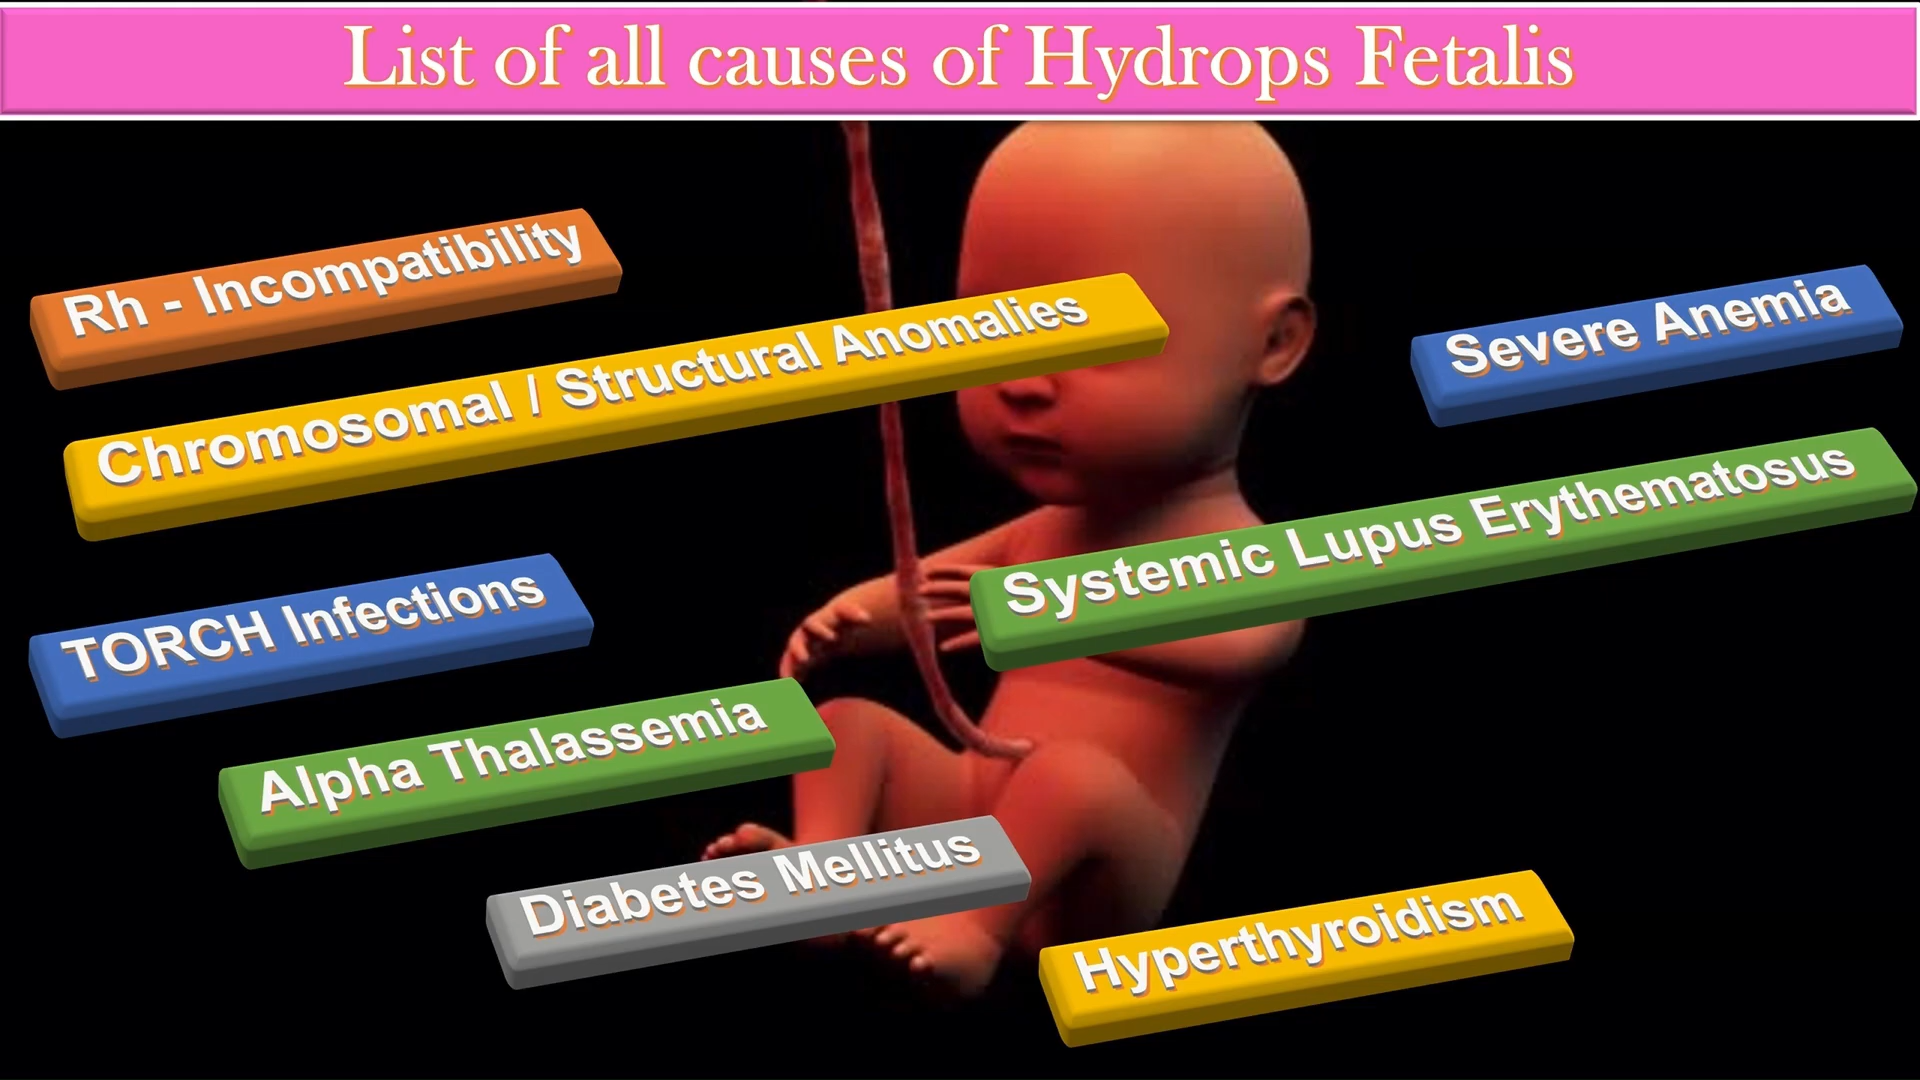 List of all causes of Hydrops Fetalis
Rh - Incompatibility
Chromosomal / Structural Anomalies
Severe Anemia
Systemic Lupus Erythematosus
TORCH Infections
Alpha Thalassemia
Diabetes Mellitus
Hyperthyroidism